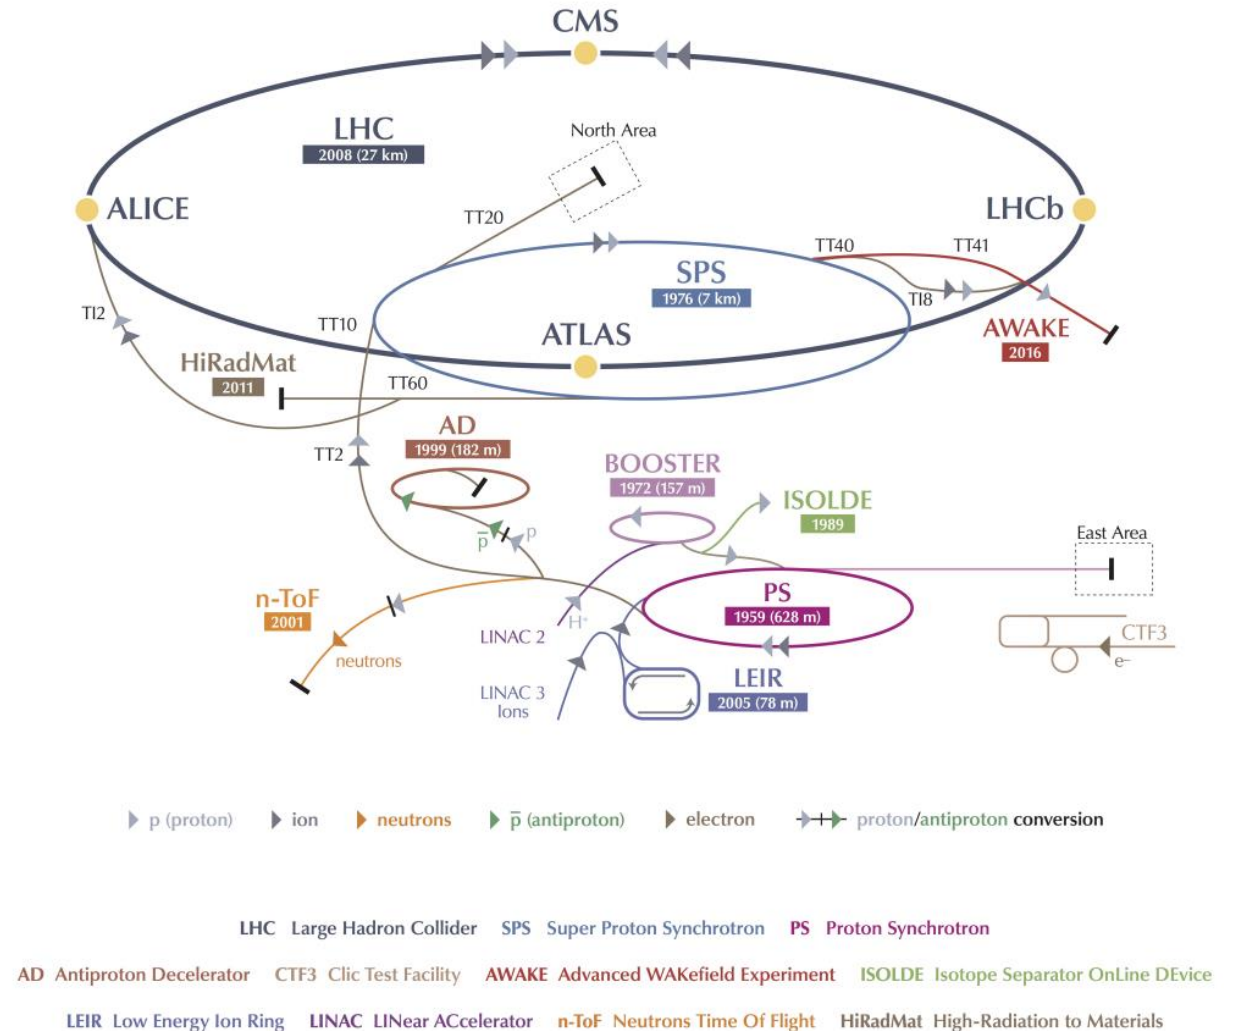 CMS
LHC
2008 (27 km)
North Area
ALICE
LHCb
TT20
TT40
TT41
SPS
1976 (7 km)
TI8
TI2
TT10
ATLAS
AWAKE
2016
HiRadMat
2011
TT60
AD
1999 (182 m)
TT2
BOOSTER
1972 (157 m)
ISOLDE
1989
p̅
p
East Area
n-ToF
2001
PS
1959 (628 m)
H⁺
LINAC 2
neutrons
CTF3
e–
LEIR
2005 (78 m)
LINAC 3
Ions
p (proton)
ion
neutrons
p̅ (antiproton)
electron
proton/antiproton conversion
LHC Large Hadron Collider SPS Super Proton Synchrotron PS Proton Synchrotron
AD Antiproton Decelerator CTF3 Clic Test Facility AWAKE Advanced WAKefield Experiment ISOLDE Isotope Separator OnLine DEvice
LEIR Low Energy Ion Ring LINAC LINear ACcelerator n-ToF Neutrons Time Of Flight HiRadMat High-Radiation to Materials